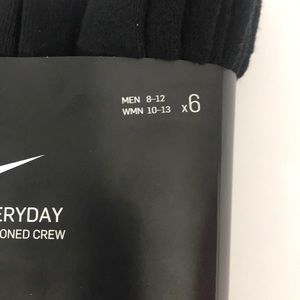 MEN 8-12
WMN 10-13 x6
ERYDAY
ONED CREW